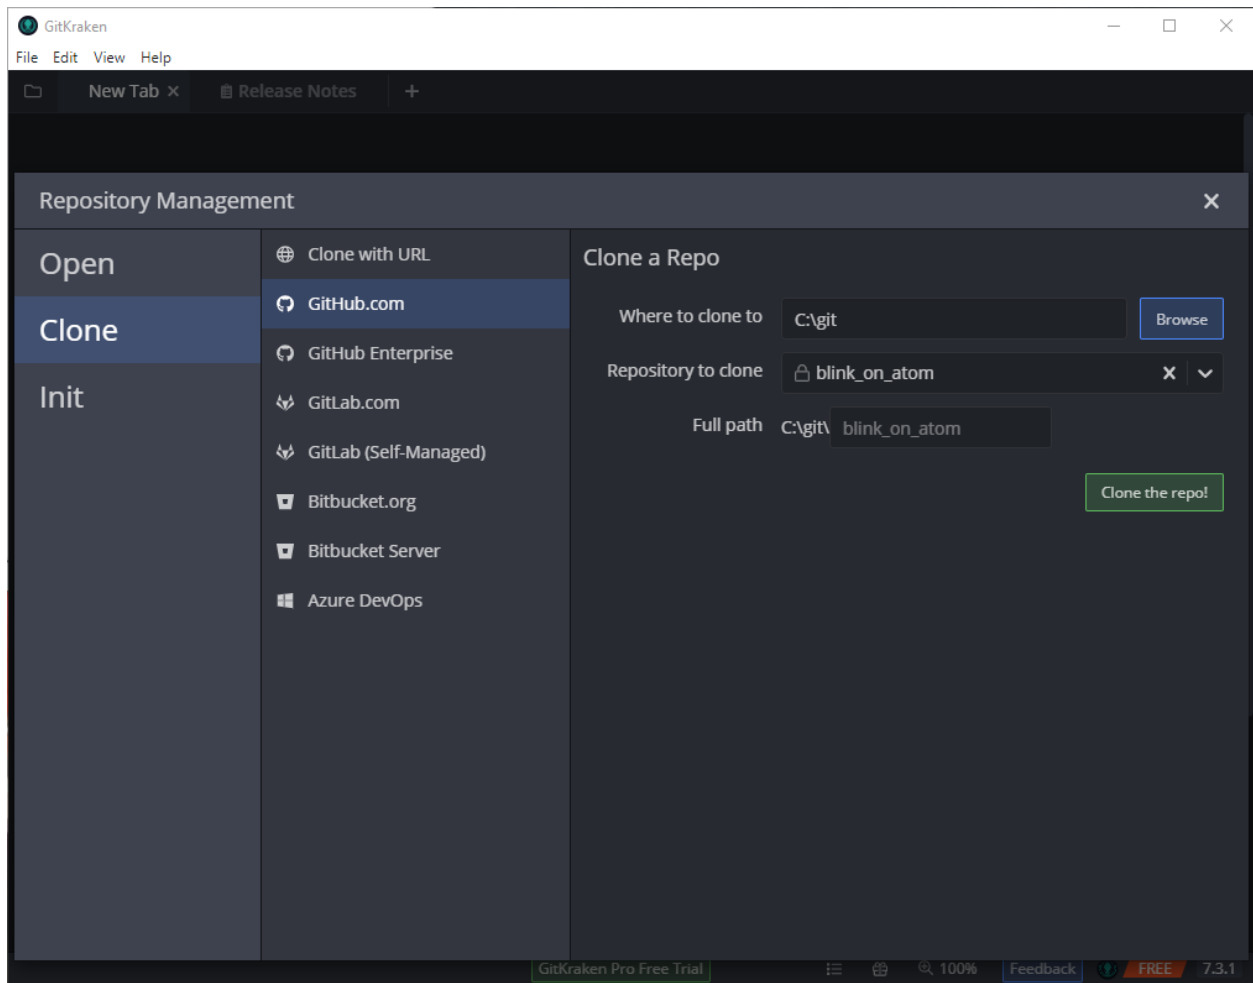 GitKraken
File Edit View Help
New Tab Release Notes
Repository Management
Open
Clone
Init
Clone with URL
GitHub.com
GitHub Enterprise
GitLab.com
GitLab (Self-Managed)
Bitbucket.org
Bitbucket Server
Azure DevOps
Clone a Repo
Where to clone to C:\git Browse
Repository to clone blink_on_atom
Full path C:\git\ blink_on_atom
Clone the repo!
GitKraken Pro Free Trial 100% Feedback FREE 7.3.1